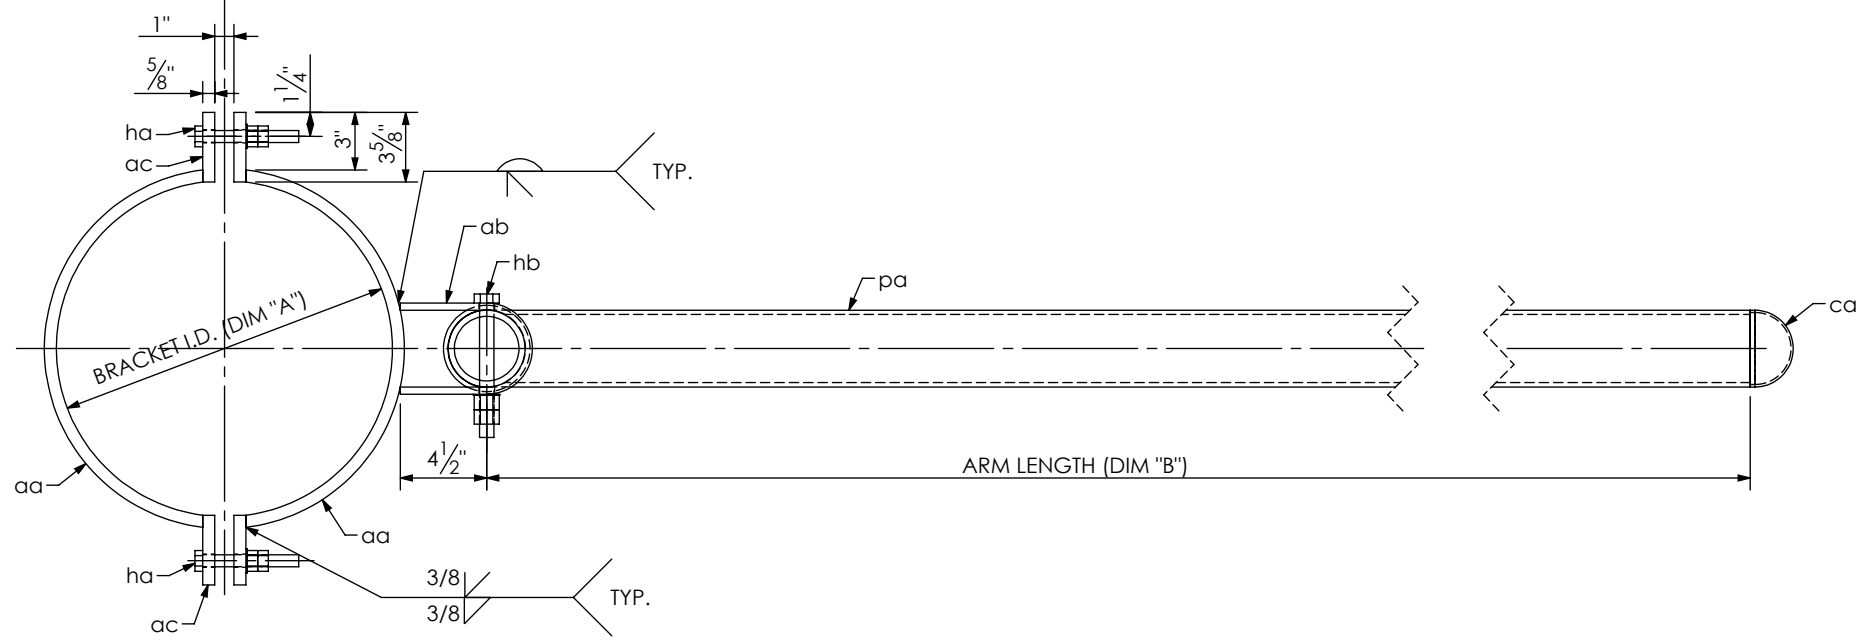 1"
5/8"
1 1/4"
ha
ac
3"
3 5/8"
TYP.
ab
hb
pa
ca
BRACKET I.D. (DIM "A")
4 1/2"
ARM LENGTH (DIM "B")
aa
aa
ha
3/8
3/8
TYP.
ac